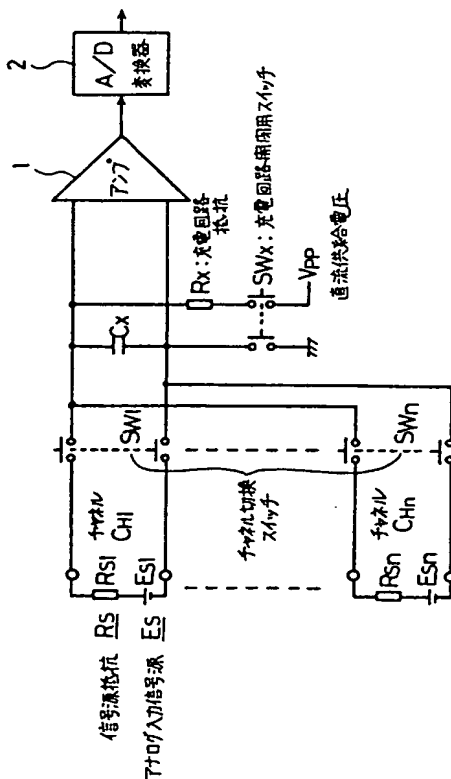 2
A/D
変換器
1
アンプ
Rx:充電回路
抵抗
SWx:充電回路開閉用スイッチ
Vpp
直流供給電圧
Cx
SW1
SWn
チャネル切換
スイッチ
チャネル
CH1
チャネル
CHn
RS1
ES1
RSn
ESn
信号源抵抗 RS
アナログ入力信号源 ES